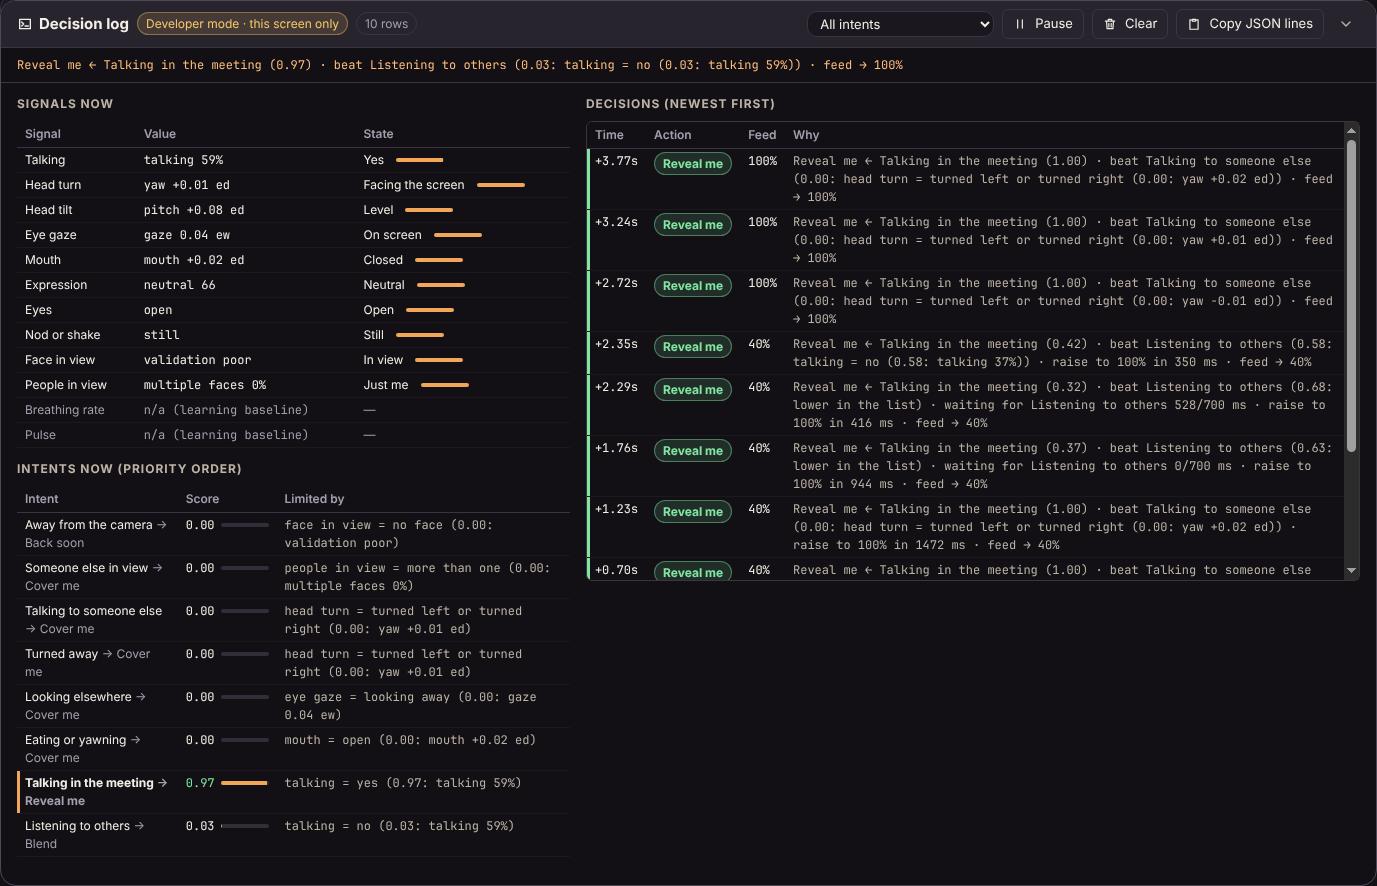 Decision log
Developer mode · this screen only
10 rows
All intents
Pause
Clear
Copy JSON lines
Reveal me ← Talking in the meeting (0.97) · beat Listening to others (0.03: talking = no (0.03: talking 59%)) · feed → 100%
SIGNALS NOW
Signal Value State
Talking talking 59% Yes
Head turn yaw +0.01 ed Facing the screen
Head tilt pitch +0.08 ed Level
Eye gaze gaze 0.04 ew On screen
Mouth mouth +0.02 ed Closed
Expression neutral 66 Neutral
Eyes open Open
Nod or shake still Still
Face in view validation poor In view
People in view multiple faces 0% Just me
Breathing rate n/a (learning baseline) —
Pulse n/a (learning baseline) —
INTENTS NOW (PRIORITY ORDER)
Intent Score Limited by
Away from the camera → 0.00 face in view = no face (0.00:
Back soon validation poor)
Someone else in view → 0.00 people in view = more than one (0.00:
Cover me multiple faces 0%)
Talking to someone else 0.00 head turn = turned left or turned
→ Cover me right (0.00: yaw +0.01 ed)
Turned away → Cover 0.00 head turn = turned left or turned
me right (0.00: yaw +0.01 ed)
Looking elsewhere → 0.00 eye gaze = looking away (0.00: gaze
Cover me 0.04 ew)
Eating or yawning → 0.00 mouth = open (0.00: mouth +0.02 ed)
Cover me
Talking in the meeting → 0.97 talking = yes (0.97: talking 59%)
Reveal me
Listening to others → 0.03 talking = no (0.03: talking 59%)
Blend
DECISIONS (NEWEST FIRST)
Time Action Feed Why
+3.77s Reveal me 100% Reveal me ← Talking in the meeting (1.00) · beat Talking to someone else
(0.00: head turn = turned left or turned right (0.00: yaw +0.02 ed)) · feed
→ 100%
+3.24s Reveal me 100% Reveal me ← Talking in the meeting (1.00) · beat Talking to someone else
(0.00: head turn = turned left or turned right (0.00: yaw +0.01 ed)) · feed
→ 100%
+2.72s Reveal me 100% Reveal me ← Talking in the meeting (1.00) · beat Talking to someone else
(0.00: head turn = turned left or turned right (0.00: yaw -0.01 ed)) · feed
→ 100%
+2.35s Reveal me 40% Reveal me ← Talking in the meeting (0.42) · beat Listening to others (0.58:
talking = no (0.58: talking 37%)) · raise to 100% in 350 ms · feed → 40%
+2.29s Reveal me 40% Reveal me ← Talking in the meeting (0.32) · beat Listening to others (0.68:
lower in the list) · waiting for Listening to others 528/700 ms · raise to
100% in 416 ms · feed → 40%
+1.76s Reveal me 40% Reveal me ← Talking in the meeting (0.37) · beat Listening to others (0.63:
lower in the list) · waiting for Listening to others 0/700 ms · raise to
100% in 944 ms · feed → 40%
+1.23s Reveal me 40% Reveal me ← Talking in the meeting (1.00) · beat Talking to someone else
(0.00: head turn = turned left or turned right (0.00: yaw +0.02 ed)) ·
raise to 100% in 1472 ms · feed → 40%
+0.70s Reveal me 40% Reveal me ← Talking in the meeting (1.00) · beat Talking to someone else